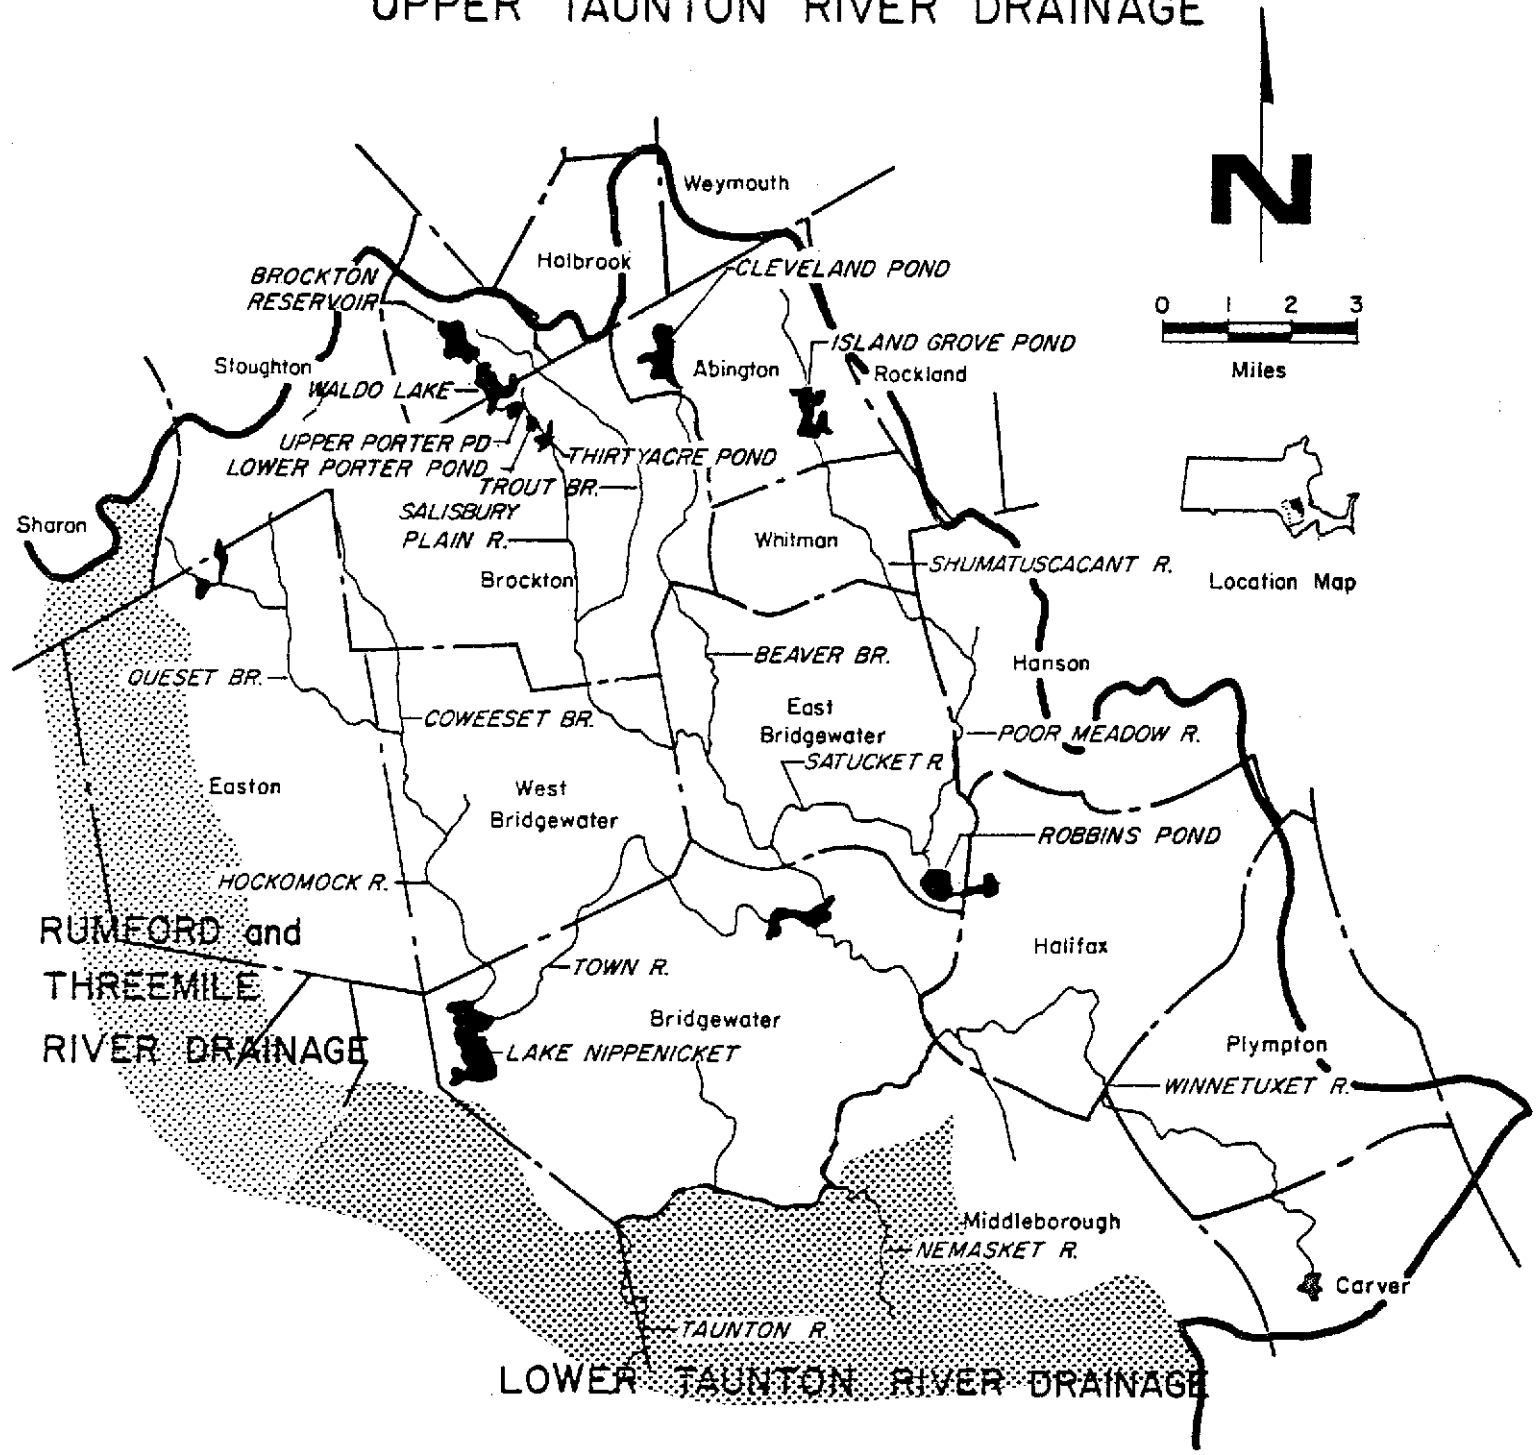 UPPER TAUNTON RIVER DRAINAGE
N
Weymouth
Holbrook
BROCKTON
RESERVOIR
CLEVELAND POND
0 1 2 3
Miles
ISLAND GROVE POND
Stoughton
Abington
Rockland
WALDO LAKE
UPPER PORTER PD
LOWER PORTER POND
THIRTYACRE POND
TROUT BR.
SALISBURY
PLAIN R.
Sharon
Whitman
Brockton
SHUMATUSCACANT R.
Location Map
Hanson
BEAVER BR.
QUESET BR.
COWEESET BR.
East
Bridgewater
POOR MEADOW R.
SATUCKET R
Easton
West
Bridgewater
ROBBINS POND
HOCKOMOCK R.
RUMFORD and
THREEMILE
RIVER DRAINAGE
Halifax
TOWN R.
Bridgewater
LAKE NIPPENICKET
Plympton
WINNETUXET R.
Middleborough
NEMASKET R.
Carver
TAUNTON R.
LOWER TAUNTON RIVER DRAINAGE